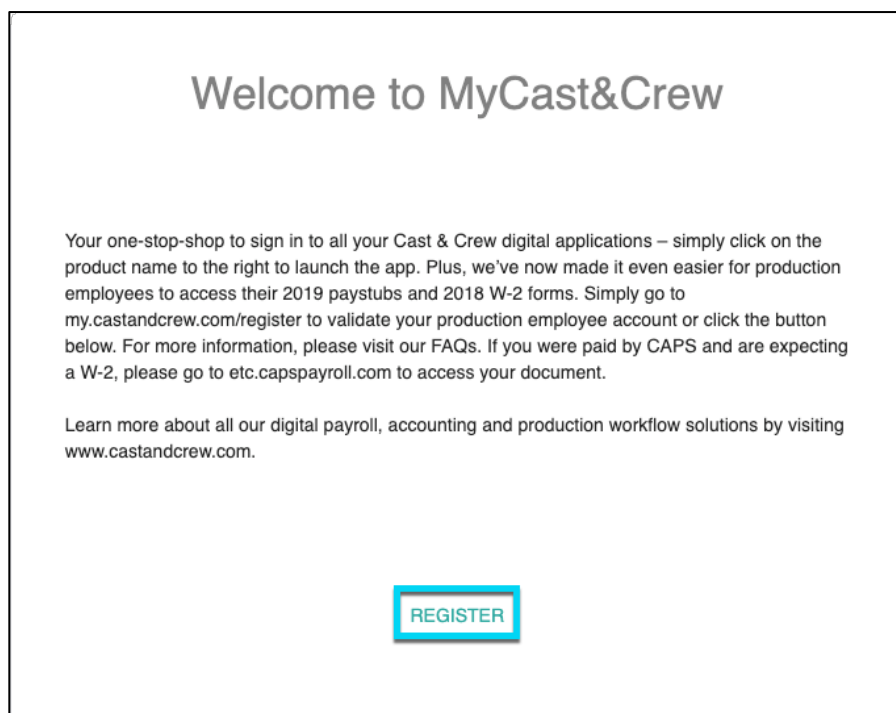 Welcome to MyCast&Crew
Your one-stop-shop to sign in to all your Cast & Crew digital applications – simply click on the
product name to the right to launch the app. Plus, we’ve now made it even easier for production
employees to access their 2019 paystubs and 2018 W-2 forms. Simply go to
my.castandcrew.com/register to validate your production employee account or click the button
below. For more information, please visit our FAQs. If you were paid by CAPS and are expecting
a W-2, please go to etc.capspayroll.com to access your document.
Learn more about all our digital payroll, accounting and production workflow solutions by visiting
www.castandcrew.com.
REGISTER